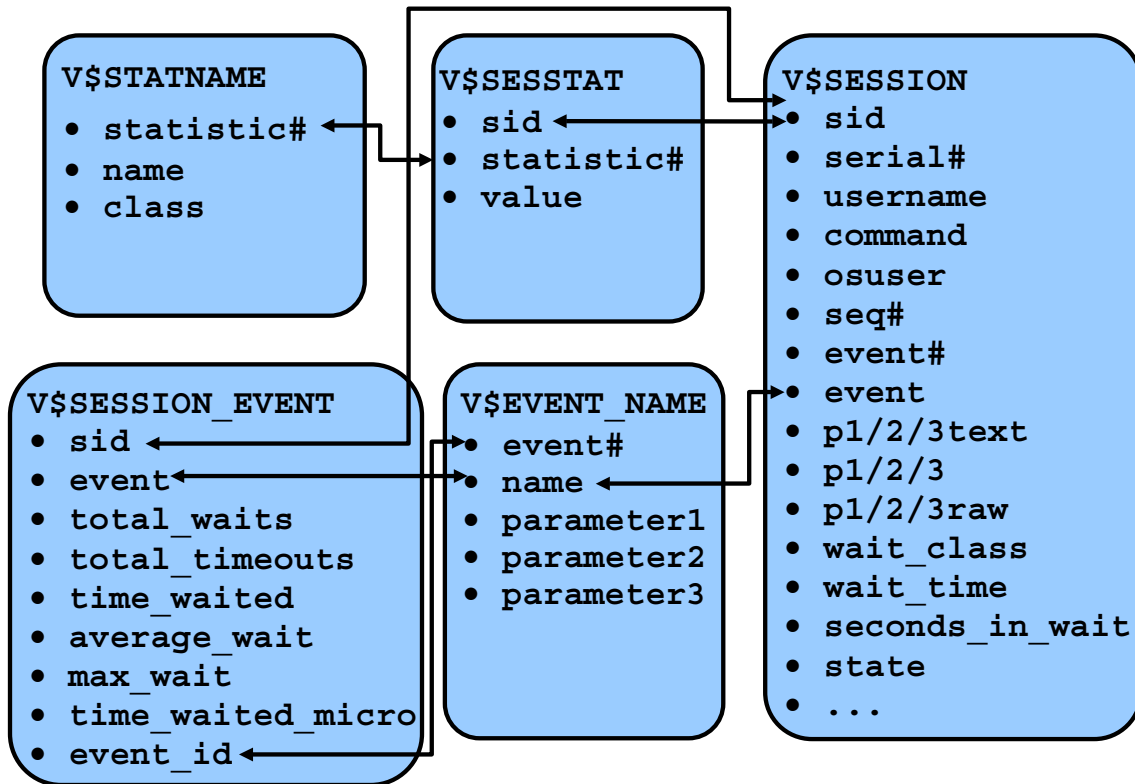 V$STATNAME
• statistic#
• name
• class
V$SESSTAT
• sid
• statistic#
• value
V$SESSION
• sid
• serial#
• username
• command
• osuser
• seq#
• event#
• event
• p1/2/3text
• p1/2/3
• p1/2/3raw
• wait_class
• wait_time
• seconds_in_wait
• state
• ...
V$SESSION_EVENT
• sid
• event
• total_waits
• total_timeouts
• time_waited
• average_wait
• max_wait
• time_waited_micro
• event_id
V$EVENT_NAME
• event#
• name
• parameter1
• parameter2
• parameter3